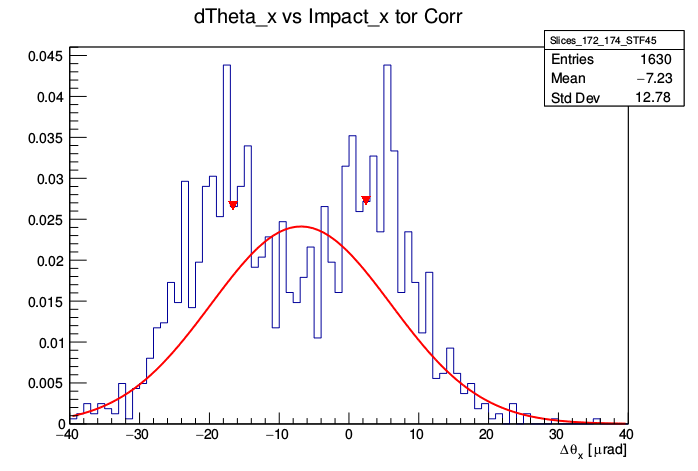 dTheta_x vs Impact_x tor Corr
Slices_172_174_STF45
Entries 1630
Mean −7.23
Std Dev 12.78
0.045
0.04
0.035
0.03
0.025
0.02
0.015
0.01
0.005
0
−40 −30 −20 −10 0 10 20 30 40
Δθx [μrad]